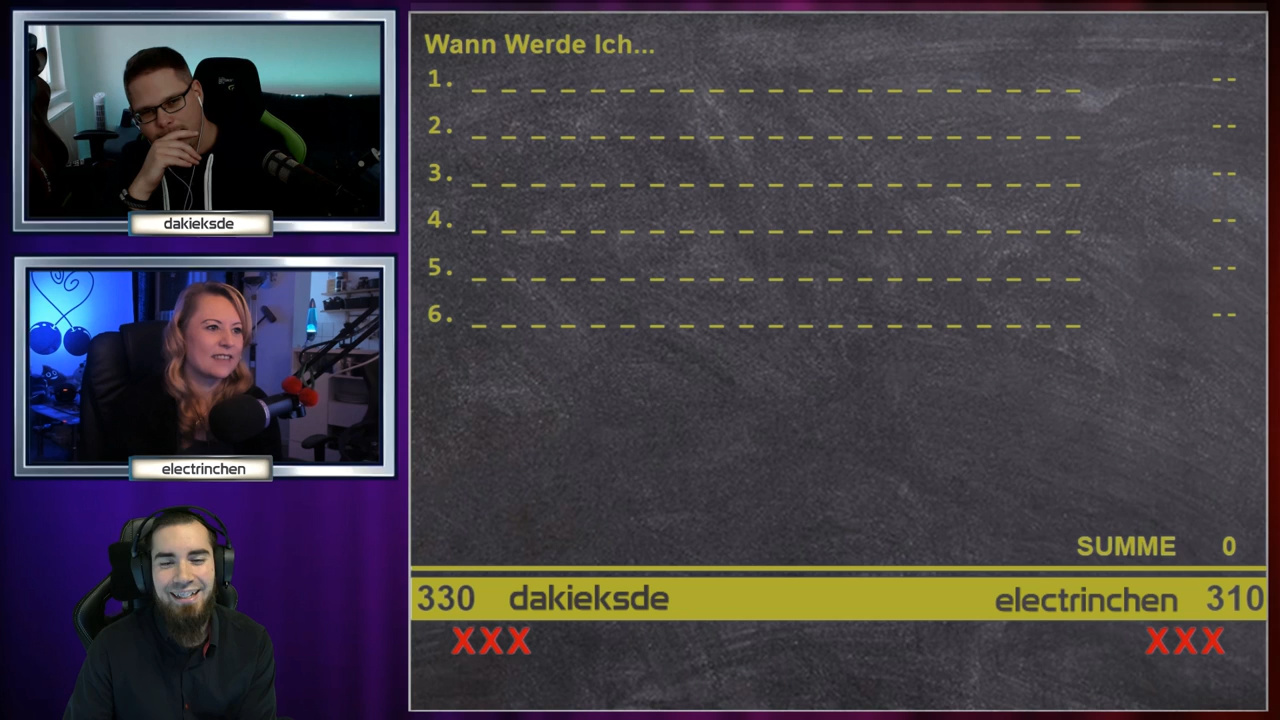 dakieksde
electrinchen
Wann Werde Ich...
1. _ _ _ _ _ _ _ _ _ _ _ _ _ _ _ _ _ _ _ _ _ --
2. _ _ _ _ _ _ _ _ _ _ _ _ _ _ _ _ _ _ _ _ _ --
3. _ _ _ _ _ _ _ _ _ _ _ _ _ _ _ _ _ _ _ _ _ --
4. _ _ _ _ _ _ _ _ _ _ _ _ _ _ _ _ _ _ _ _ _ --
5. _ _ _ _ _ _ _ _ _ _ _ _ _ _ _ _ _ _ _ _ _ --
6. _ _ _ _ _ _ _ _ _ _ _ _ _ _ _ _ _ _ _ _ _ --
SUMME 0
330 dakieksde electrinchen 310
XXX XXX